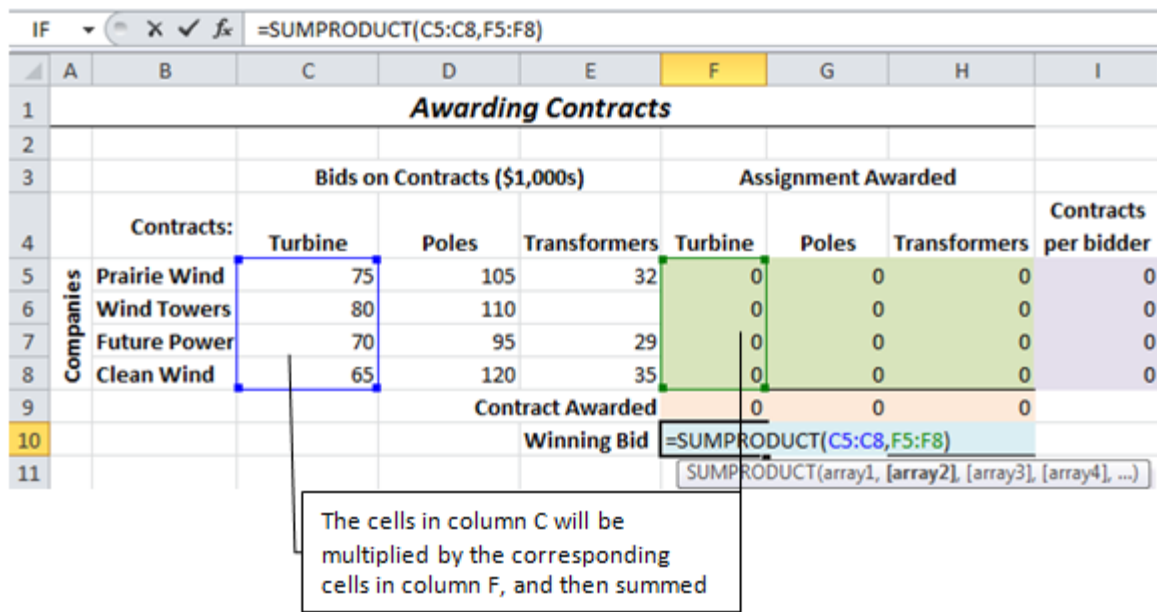 IF =SUMPRODUCT(C5:C8,F5:F8)
A B C D E F G H I
1 Awarding Contracts
2
3 Bids on Contracts ($1,000s) Assignment Awarded
4 Contracts: Turbine Poles Transformers Turbine Poles Transformers Contracts per bidder
Companies
5 Prairie Wind 75 105 32 0 0 0 0
6 Wind Towers 80 110 0 0 0 0
7 Future Power 70 95 29 0 0 0 0
8 Clean Wind 65 120 35 0 0 0 0
9 Contract Awarded 0 0 0
10 Winning Bid =SUMPRODUCT(C5:C8,F5:F8)
11 SUMPRODUCT(array1, [array2], [array3], [array4], ...)
The cells in column C will be
multiplied by the corresponding
cells in column F, and then summed